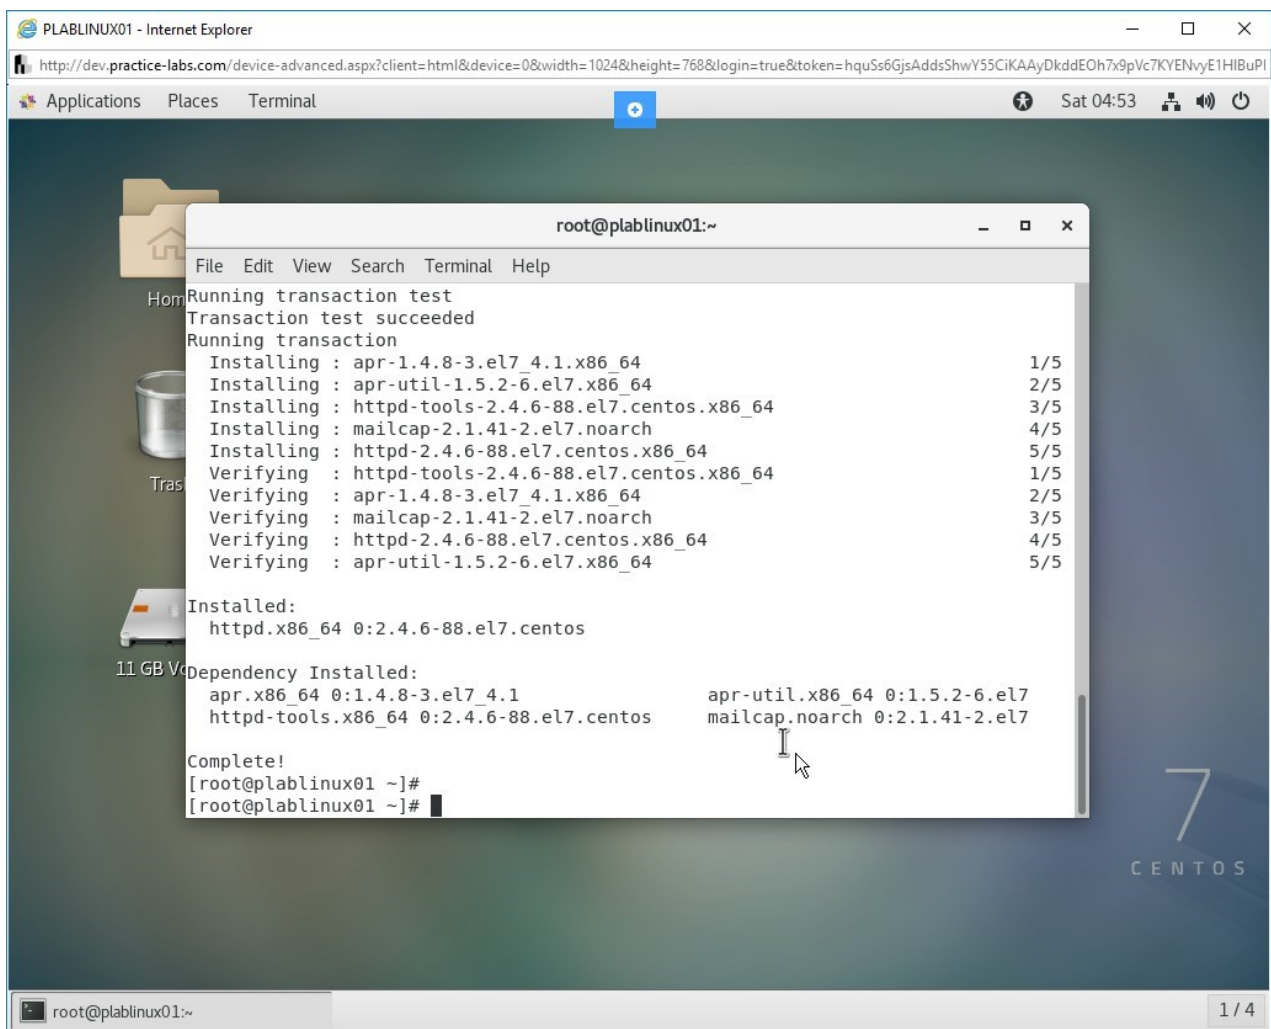 PLABLINUX01 - Internet Explorer
http://dev.practice-labs.com/device-advanced.aspx?client=html&device=0&width=1024&height=768&login=true&token=hquSs6GjsAddsShwY55CiKAAyDkddEOh7x9pVc7KYENvyE1HIBuPl
Applications Places Terminal Sat 04:53
root@plablinux01:~
File Edit View Search Terminal Help
Running transaction test
Transaction test succeeded
Running transaction
Installing : apr-1.4.8-3.el7_4.1.x86_64 1/5
Installing : apr-util-1.5.2-6.el7.x86_64 2/5
Installing : httpd-tools-2.4.6-88.el7.centos.x86_64 3/5
Installing : mailcap-2.1.41-2.el7.noarch 4/5
Installing : httpd-2.4.6-88.el7.centos.x86_64 5/5
Verifying : httpd-tools-2.4.6-88.el7.centos.x86_64 1/5
Verifying : apr-1.4.8-3.el7_4.1.x86_64 2/5
Verifying : mailcap-2.1.41-2.el7.noarch 3/5
Verifying : httpd-2.4.6-88.el7.centos.x86_64 4/5
Verifying : apr-util-1.5.2-6.el7.x86_64 5/5
Installed:
httpd.x86_64 0:2.4.6-88.el7.centos
Dependency Installed:
apr.x86_64 0:1.4.8-3.el7_4.1 apr-util.x86_64 0:1.5.2-6.el7
httpd-tools.x86_64 0:2.4.6-88.el7.centos mailcap.noarch 0:2.1.41-2.el7
Complete!
[root@plablinux01 ~]#
[root@plablinux01 ~]#
Hom
Tras
11 GB Vo
7
CENTOS
root@plablinux01:~
1 / 4